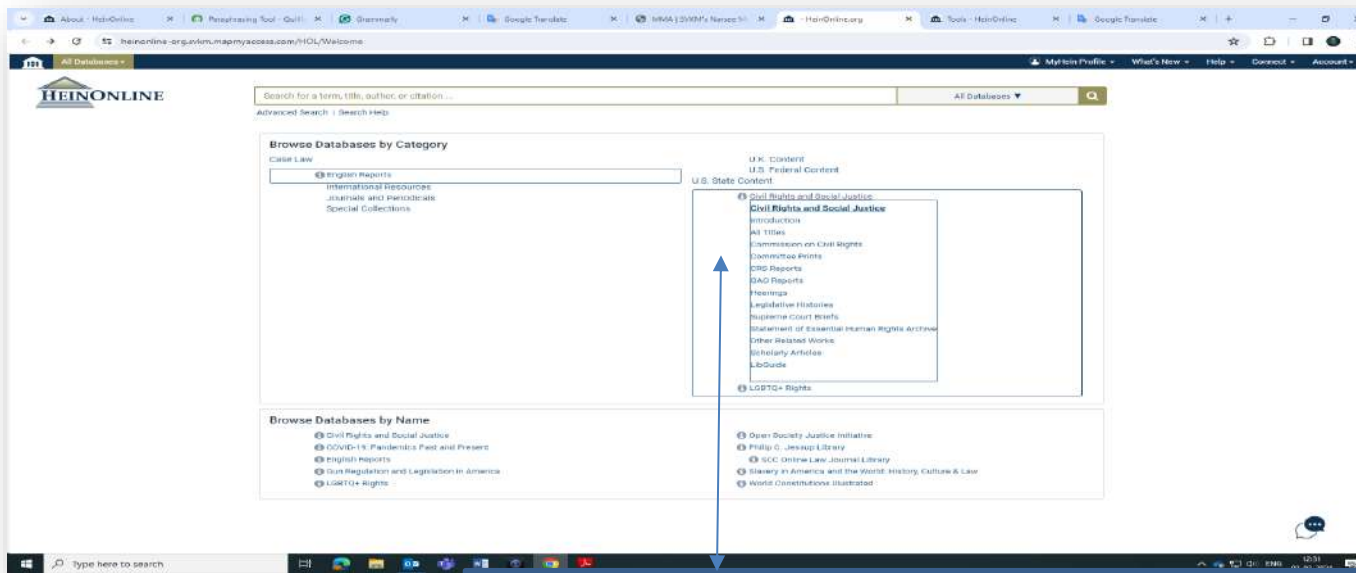 About - HeinOnline
Paraphrasing Tool - Quill
Grammarly
Google Translate
HeinOnline.org
Tools - HeinOnline
Google Translate
heinonline-org.svkm.mapmyaccess.com/HOL/Welcome
All Databases
MyHein Profile
What's New
Help
Connect
Account
HEINONLINE
Search for a term, title, author, or citation ...
All Databases ▼
Advanced Search | Search Help
Browse Databases by Category
Case Law
English Reports
International Resources
Journals and Periodicals
Special Collections
U.K. Content
U.S. Federal Content
U.S. State Content
Civil Rights and Social Justice
Civil Rights and Social Justice
Introduction
All Titles
Commission on Civil Rights
Committee Prints
CRS Reports
GAO Reports
Hearings
Legislative Histories
Supreme Court Briefs
Statement of Essential Human Rights Archive
Other Related Works
Scholarly Articles
LibGuide
LGBTQ+ Rights
Browse Databases by Name
Civil Rights and Social Justice
COVID-19: Pandemics Past and Present
English Reports
Gun Regulation and Legislation in America
LGBTQ+ Rights
Open Society Justice Initiative
Philip C. Jessup Library
SCC Online Law Journal Library
Slavery in America and the World: History, Culture & Law
World Constitutions Illustrated
Type here to search
ENG
12:31